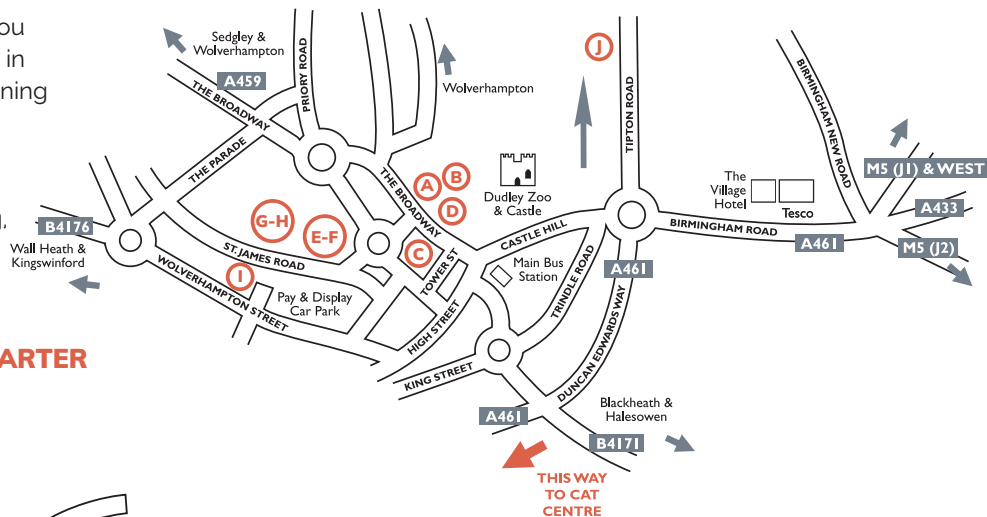 ou
in
ning
g,
ARTER
Sedgley &
Wolverhampton
A459
THE BROADWAY
PRIORY ROAD
Wolverhampton
THE PARADE
B4176
Wall Heath &
Kingswinford
G-H
E-F
ST. JAMES ROAD
I
WOLVERHAMPTON STREET
Pay & Display
Car Park
THE BROADWAY
A
B
D
C
TOWER ST
HIGH STREET
KING STREET
Dudley Zoo
& Castle
CASTLE HILL
Main Bus
Station
TRINDLE ROAD
J
TIPTON ROAD
A461
DUNCAN EDWARDS WAY
BIRMINGHAM ROAD
A461
The
Village
Hotel
Tesco
BIRMINGHAM NEW ROAD
M5 (J1) & WEST
A433
M5 (J2)
Blackheath &
Halesowen
A461
B4171
THIS WAY
TO CAT
CENTRE